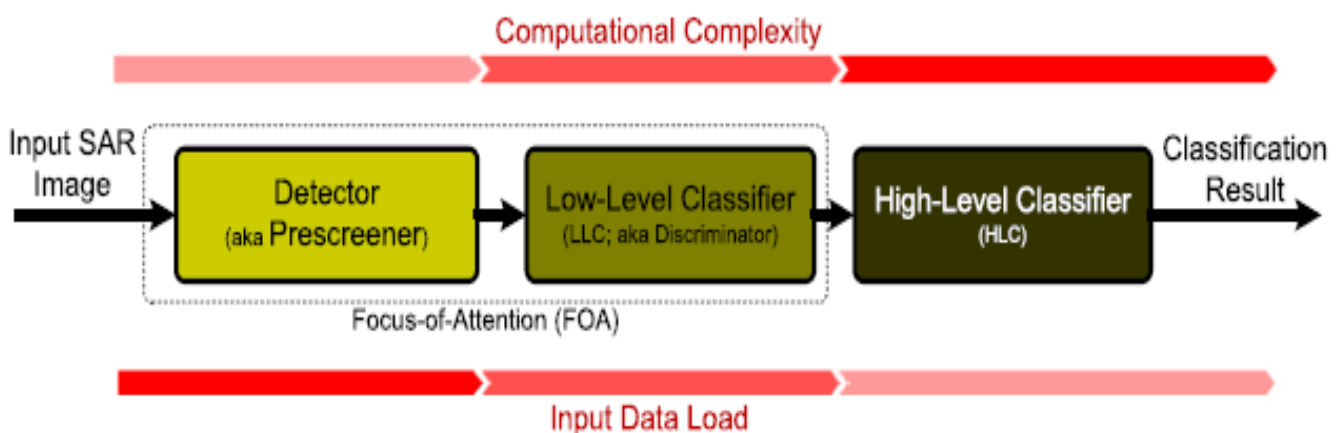 Computational Complexity
Input SAR
Image
Detector
(aka Prescreener)
Low-Level Classifier
(LLC; aka Discriminator)
High-Level Classifier
(HLC)
Classification
Result
Focus-of-Attention (FOA)
Input Data Load